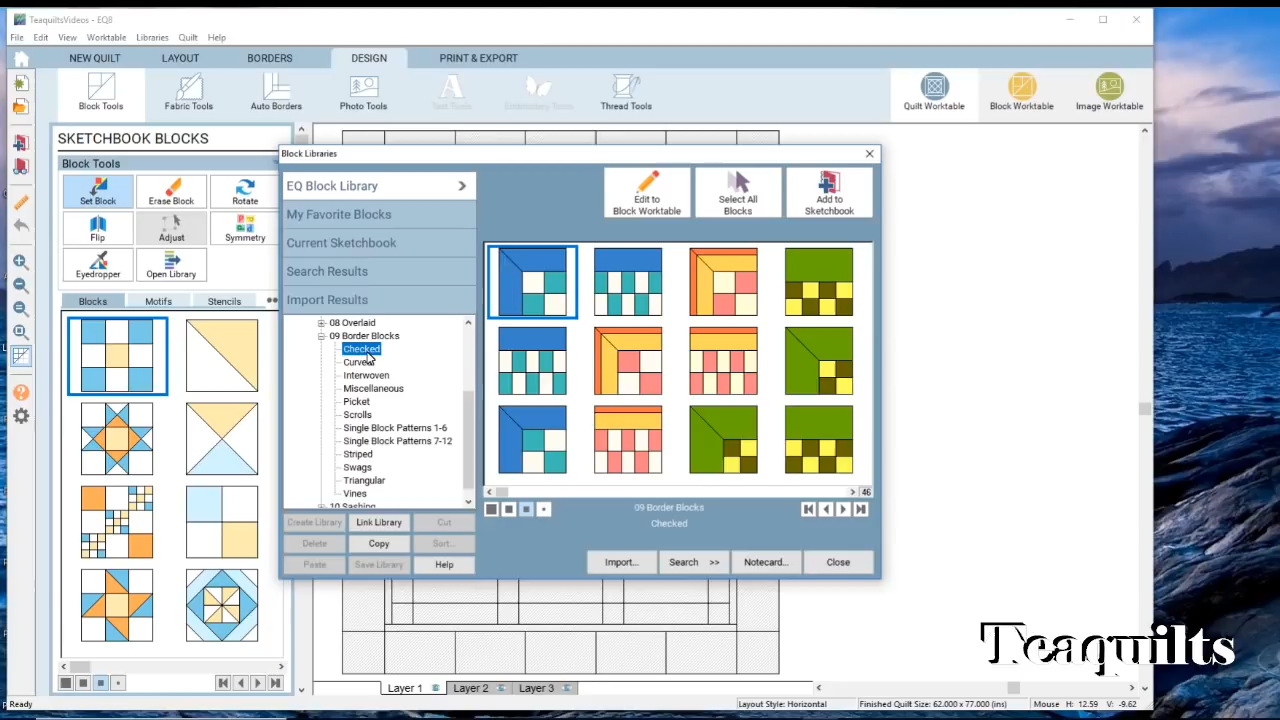 TeaquiltsVideos - EQ8
File Edit View Worktable Libraries Quilt Help
NEW QUILT LAYOUT BORDERS DESIGN PRINT & EXPORT
Block Tools Fabric Tools Auto Borders Photo Tools Text Tools Embroidery Tools Thread Tools Quilt Worktable Block Worktable Image Worktable
SKETCHBOOK BLOCKS
Block Tools
Set Block Erase Block Rotate
Flip Adjust Symmetry
Eyedropper Open Library
Blocks Motifs Stencils
Block Libraries
EQ Block Library
My Favorite Blocks
Current Sketchbook
Search Results
Import Results
Edit to Block Worktable
Select All Blocks
Add to Sketchbook
08 Overlaid
09 Border Blocks
Checked
Curved
Interwoven
Miscellaneous
Picket
Scrolls
Single Block Patterns 1-6
Single Block Patterns 7-12
Striped
Swags
Triangular
Vines
10 Sashing
46
09 Border Blocks
Checked
Create Library Link Library Cut
Delete Copy Sort...
Paste Save Library Help
Import... Search >> Notecard... Close
Teaquilts
Layer 1 Layer 2 Layer 3
Ready Layout Style: Horizontal Finished Quilt Size: 62.000 x 77.000 (ins) Mouse H: 12.59 V: -9.62